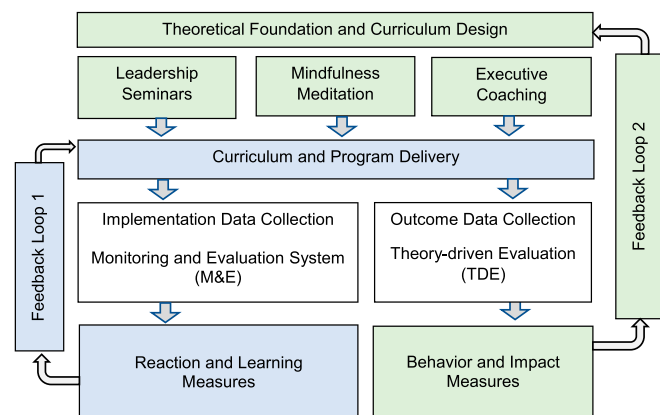 Theoretical Foundation and Curriculum Design
Leadership
Seminars
Mindfulness
Meditation
Executive
Coaching
Curriculum and Program Delivery
Feedback Loop 1
Implementation Data Collection
Monitoring and Evaluation System
(M&E)
Outcome Data Collection
Theory-driven Evaluation
(TDE)
Feedback Loop 2
Reaction and Learning
Measures
Behavior and Impact
Measures